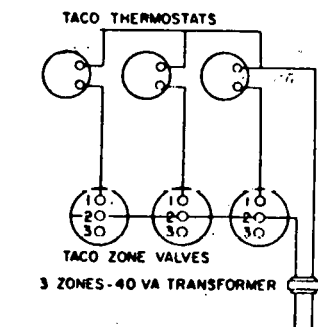 TACO THERMOSTATS
1 1 1
2 2 2
3 3 3
TACO ZONE VALVES
3 ZONES-40 VA TRANSFORMER